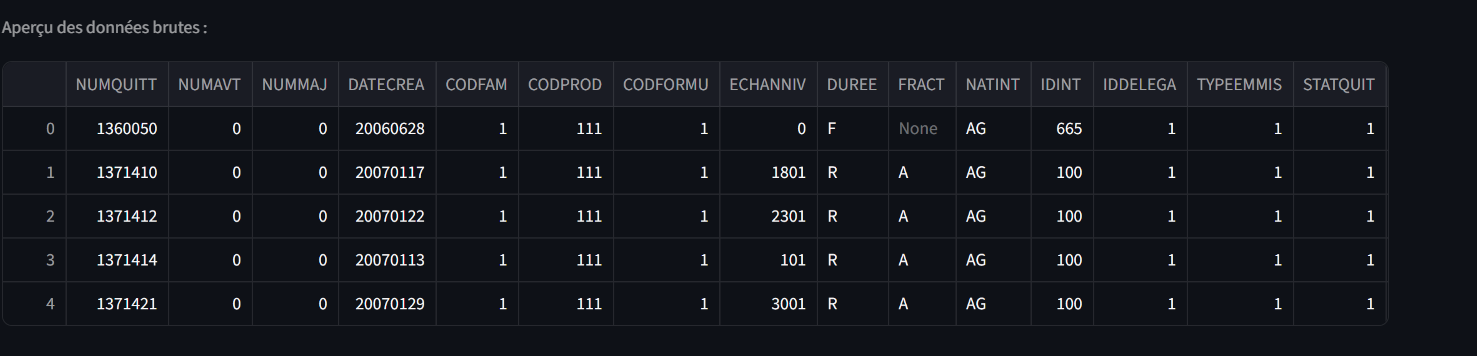 Aperçu des données brutes :
NUMQUITT NUMAVT NUMMAJ DATECREA CODFAM CODPROD CODFORMU ECHANNIV DUREE FRACT NATINT IDINT IDDELEGA TYPEEMMIS STATQUIT
0 1360050 0 0 20060628 1 111 1 0 F None AG 665 1 1 1
1 1371410 0 0 20070117 1 111 1 1801 R A AG 100 1 1 1
2 1371412 0 0 20070122 1 111 1 2301 R A AG 100 1 1 1
3 1371414 0 0 20070113 1 111 1 101 R A AG 100 1 1 1
4 1371421 0 0 20070129 1 111 1 3001 R A AG 100 1 1 1